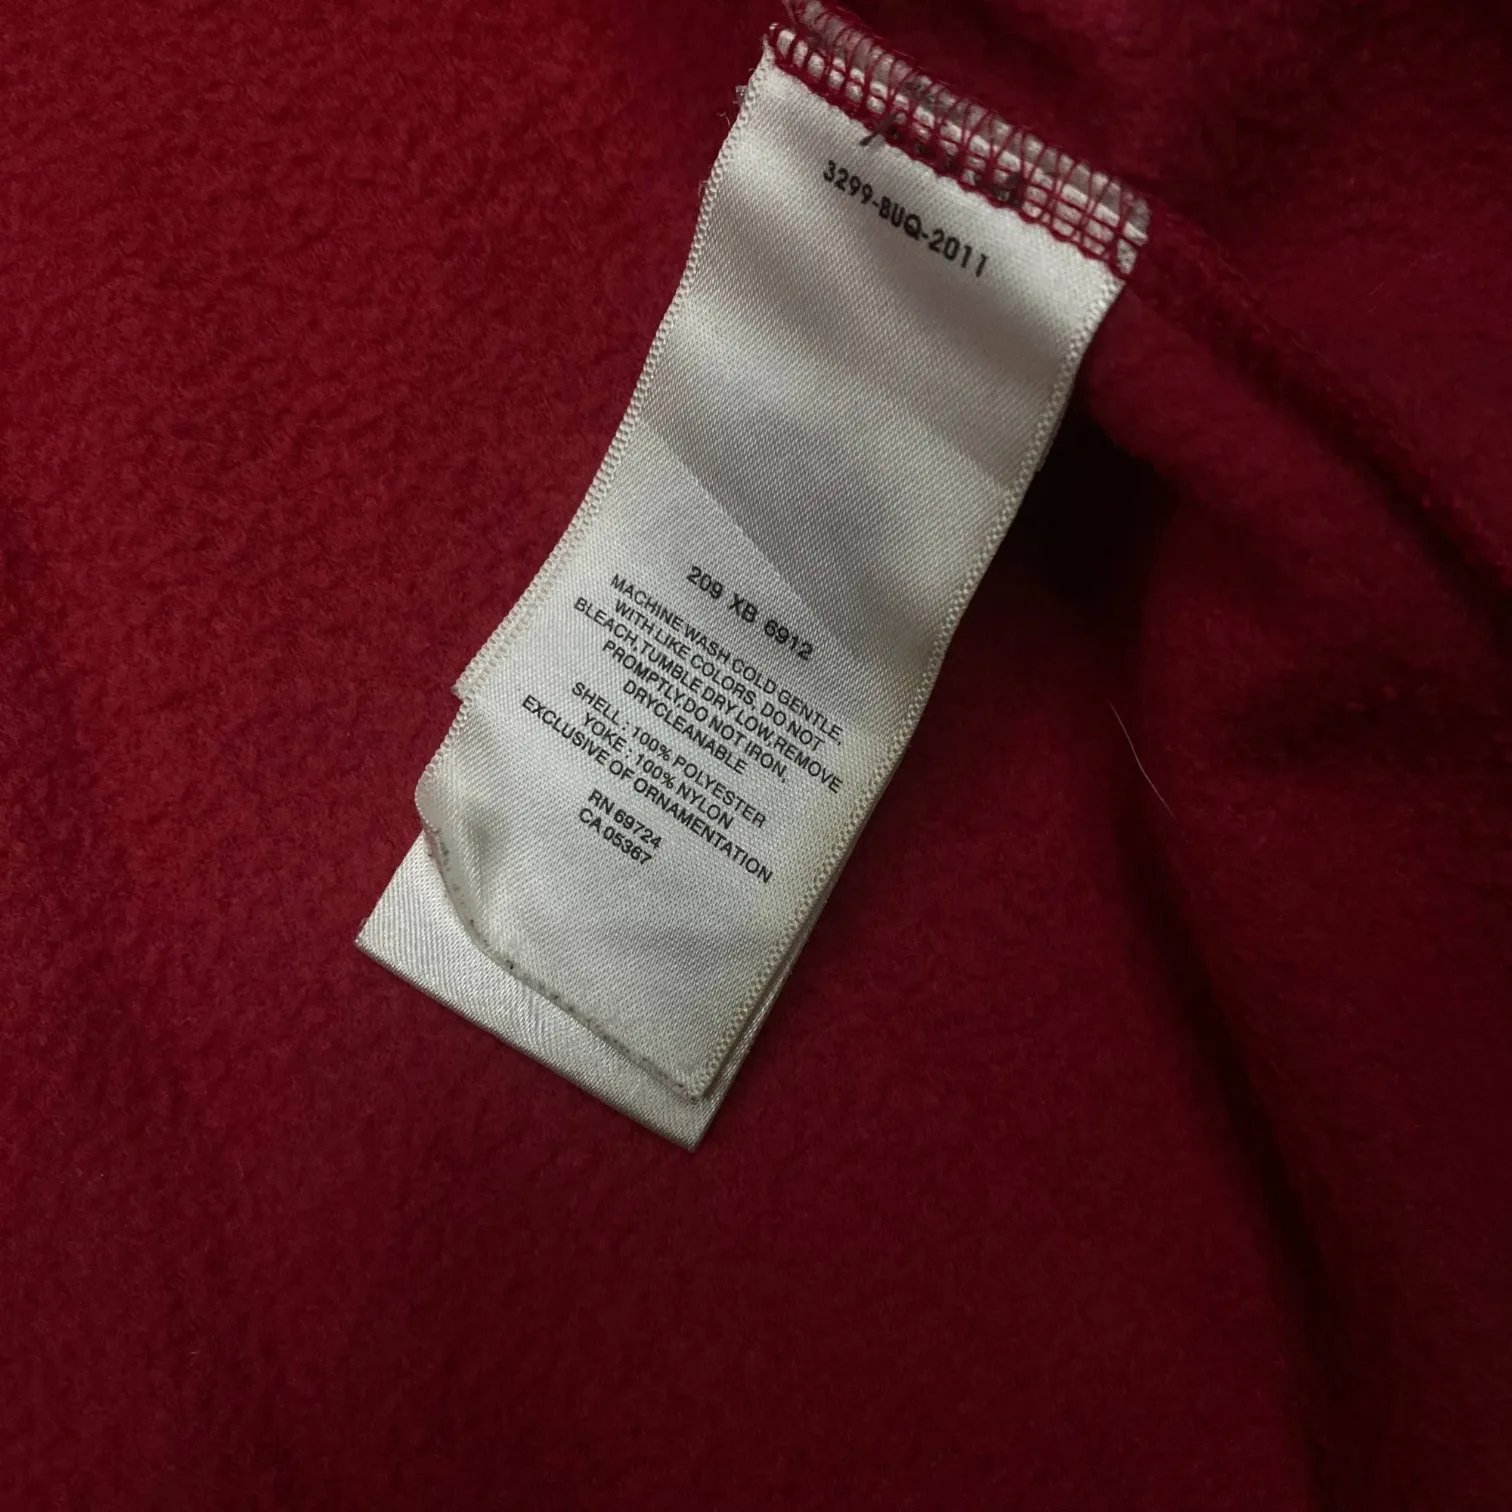 3299-BUQ-2011
209 XB 6912
MACHINE WASH COLD GENTLE,
WITH LIKE COLORS, DO NOT
BLEACH,TUMBLE DRY LOW,REMOVE
PROMPTLY,DO NOT IRON,
DRYCLEANABLE
SHELL : 100% POLYESTER
YOKE : 100% NYLON
EXCLUSIVE OF ORNAMENTATION
RN 69724
CA 05367